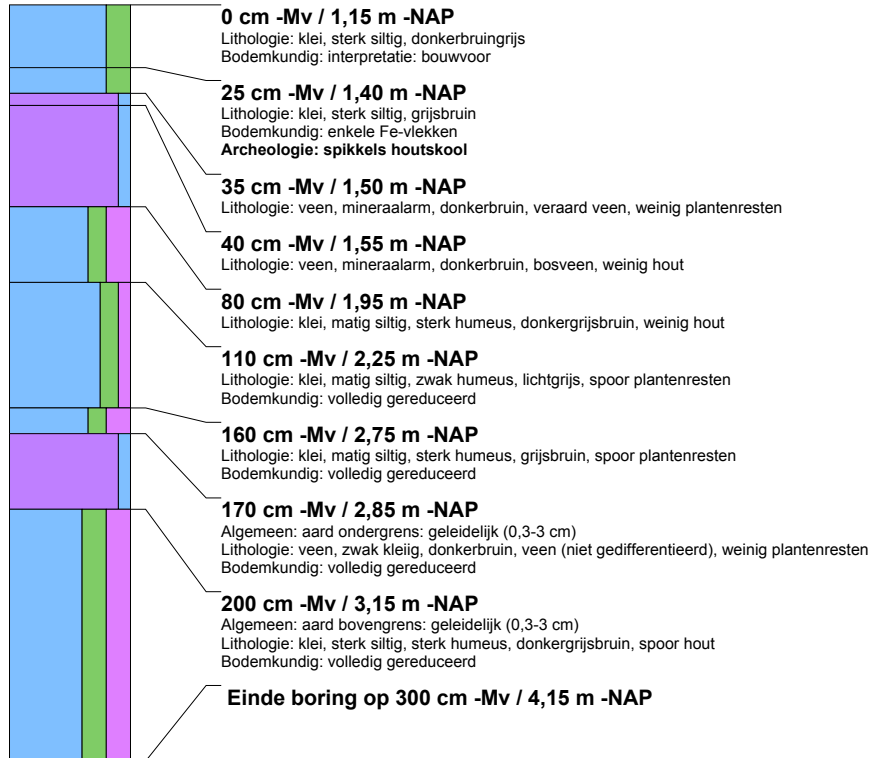 0 cm -Mv / 1,15 m -NAP
Lithologie: klei, sterk siltig, donkerbruingrijs
Bodemkundig: interpretatie: bouwvoor
25 cm -Mv / 1,40 m -NAP
Lithologie: klei, sterk siltig, grijsbruin
Bodemkundig: enkele Fe-vlekken
Archeologie: spikkels houtskool
35 cm -Mv / 1,50 m -NAP
Lithologie: veen, mineraalarm, donkerbruin, veraard veen, weinig plantenresten
40 cm -Mv / 1,55 m -NAP
Lithologie: veen, mineraalarm, donkerbruin, bosveen, weinig hout
80 cm -Mv / 1,95 m -NAP
Lithologie: klei, matig siltig, sterk humeus, donkergrijsbruin, weinig hout
110 cm -Mv / 2,25 m -NAP
Lithologie: klei, matig siltig, zwak humeus, lichtgrijs, spoor plantenresten
Bodemkundig: volledig gereduceerd
160 cm -Mv / 2,75 m -NAP
Lithologie: klei, matig siltig, sterk humeus, grijsbruin, spoor plantenresten
Bodemkundig: volledig gereduceerd
170 cm -Mv / 2,85 m -NAP
Algemeen: aard ondergrens: geleidelijk (0,3-3 cm)
Lithologie: veen, zwak kleiig, donkerbruin, veen (niet gedifferentieerd), weinig plantenresten
Bodemkundig: volledig gereduceerd
200 cm -Mv / 3,15 m -NAP
Algemeen: aard bovengrens: geleidelijk (0,3-3 cm)
Lithologie: klei, sterk siltig, sterk humeus, donkergrijsbruin, spoor hout
Bodemkundig: volledig gereduceerd
Einde boring op 300 cm -Mv / 4,15 m -NAP